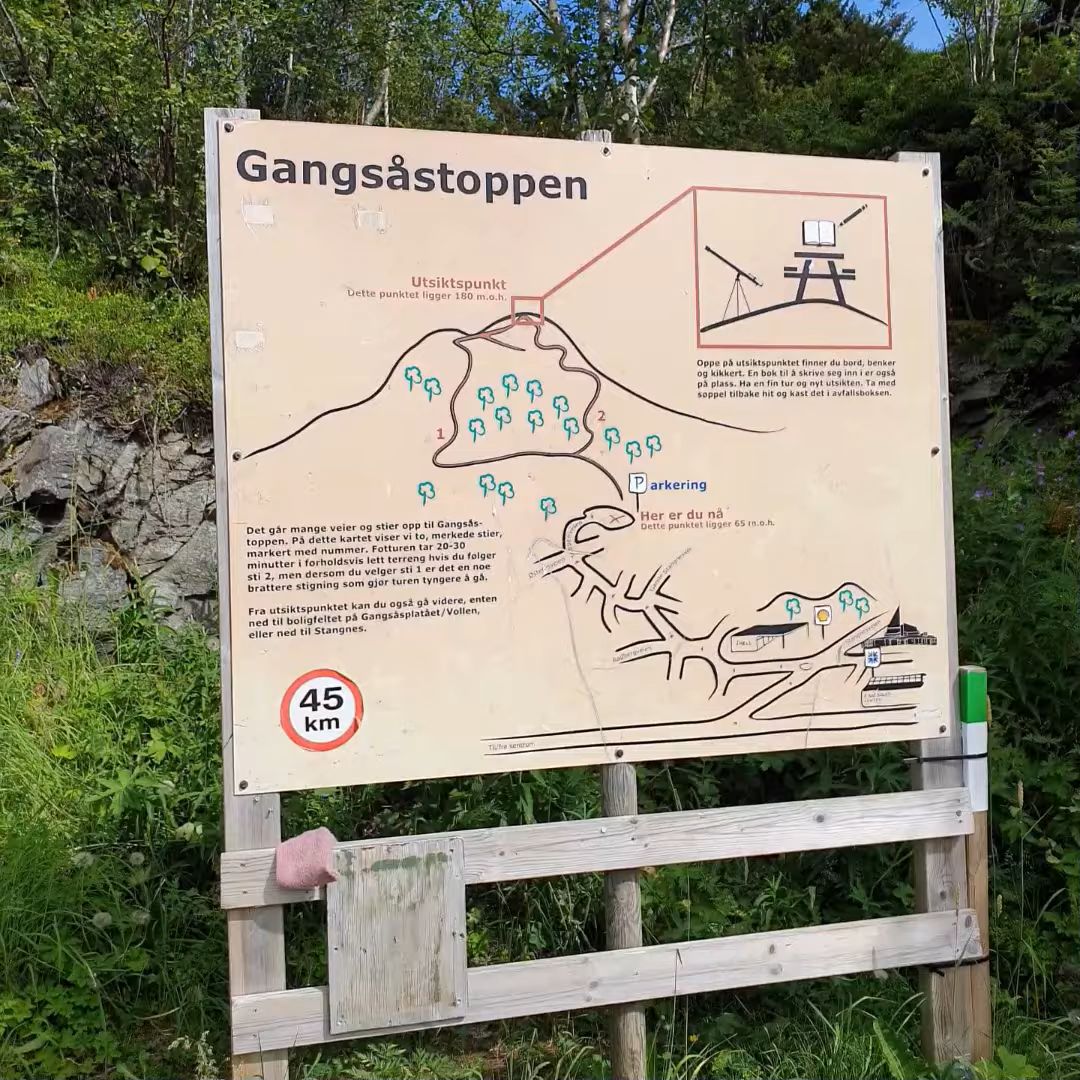 Gangsåstoppen
Utsiktspunkt
Dette punktet ligger 180 m.o.h.
Oppe på utsiktspunktet finner du bord, benker
og kikkert. En bok til å skrive seg inn i er også
på plass. Ha en fin tur og nyt utsikten. Ta med
søppel tilbake hit og kast det i avfallsboksen.
1
2
P arkering
Her er du nå
Dette punktet ligger 65 m.o.h.
Det går mange veier og stier opp til Gangsås-
toppen. På dette kartet viser vi to, merkede stier,
markert med nummer. Fotturen tar 20-30
minutter i forholdsvis lett terreng hvis du følger
sti 2, men dersom du velger sti 1 er det en noe
brattere stigning som gjør turen tyngere å gå.
Fra utsiktspunktet kan du også gå videre, enten
ned til boligfeltet på Gangsåsplatået/Vollen,
eller ned til Stangnes.
SHELL
45
km
Til/fra sentrum